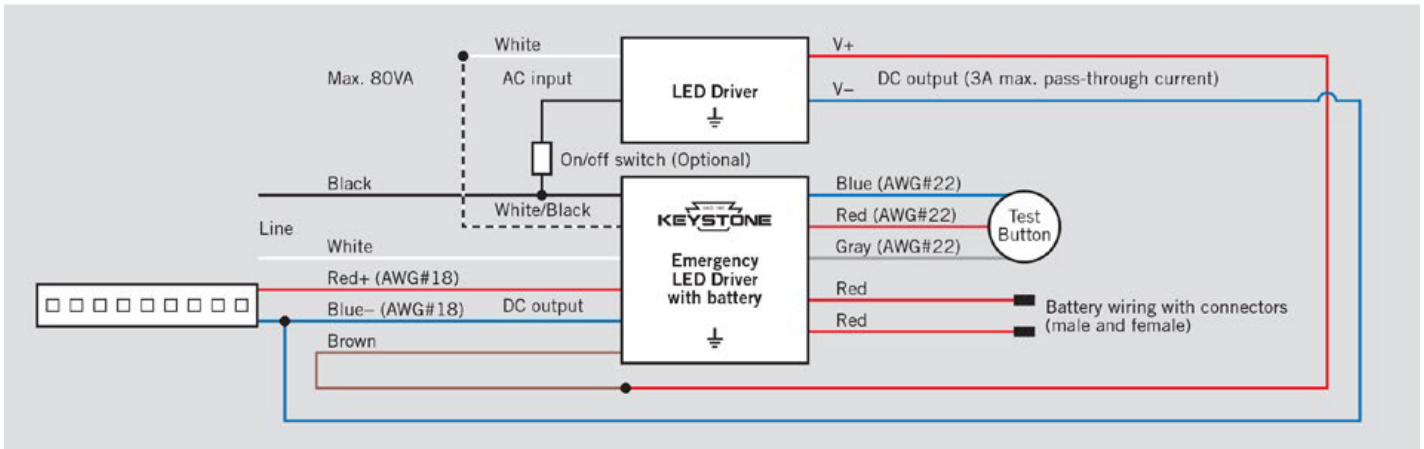 White
V+
Max. 80VA
AC input
LED Driver
DC output (3A max. pass-through current)
V−
On/off switch (Optional)
Black
Blue (AWG#22)
White/Black
KEYSTONE
Red (AWG#22)
Test
Button
Line
White
Gray (AWG#22)
Emergency
LED Driver
with battery
Red+ (AWG#18)
Red
Blue− (AWG#18)
DC output
Battery wiring with connectors
(male and female)
Red
Brown